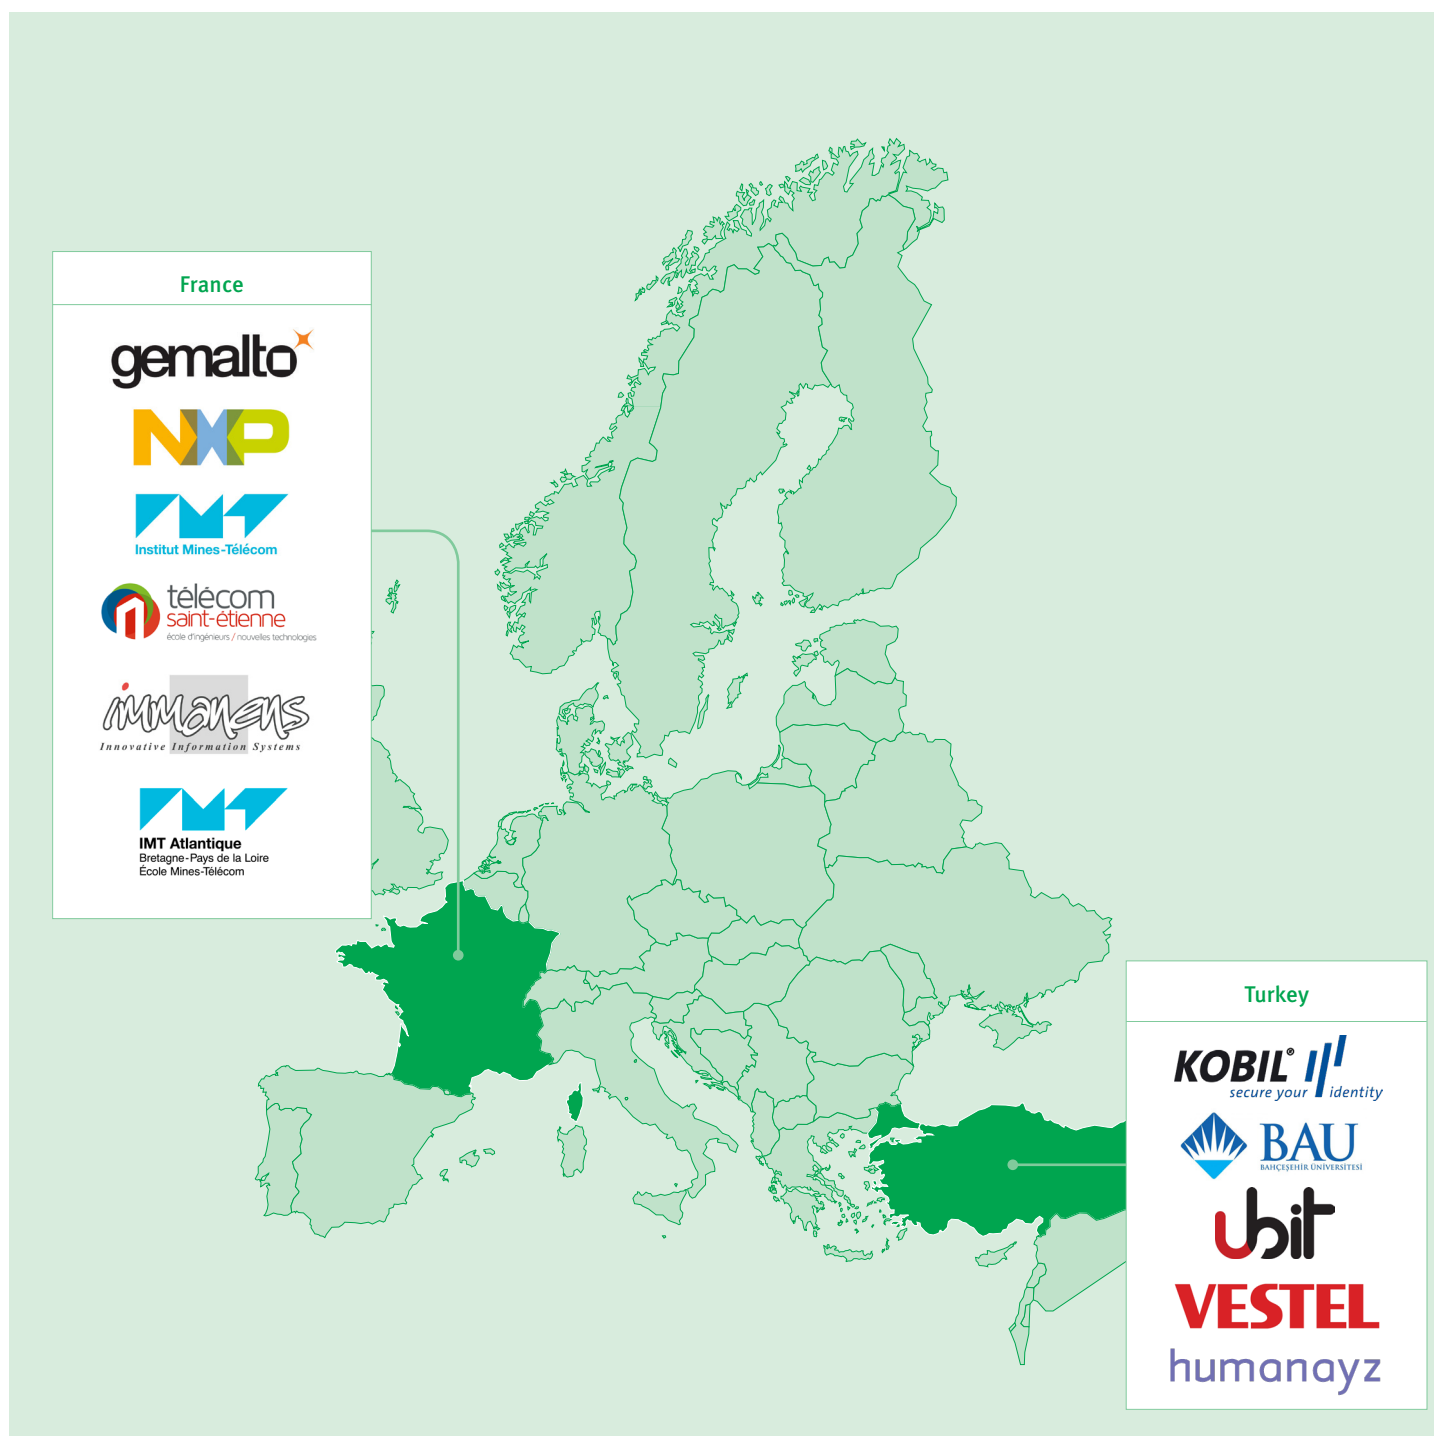 France
gemalto
NXP
Institut Mines-Télécom
télécom
saint-étienne
école d'ingénieurs / nouvelles technologies
immanens
Innovative Information Systems
IMT Atlantique
Bretagne-Pays de la Loire
École Mines-Télécom
Turkey
KOBIL®
secure your identity
BAU
BAHÇEŞEHİR ÜNİVERSİTESİ
ubit
VESTEL
humanayz